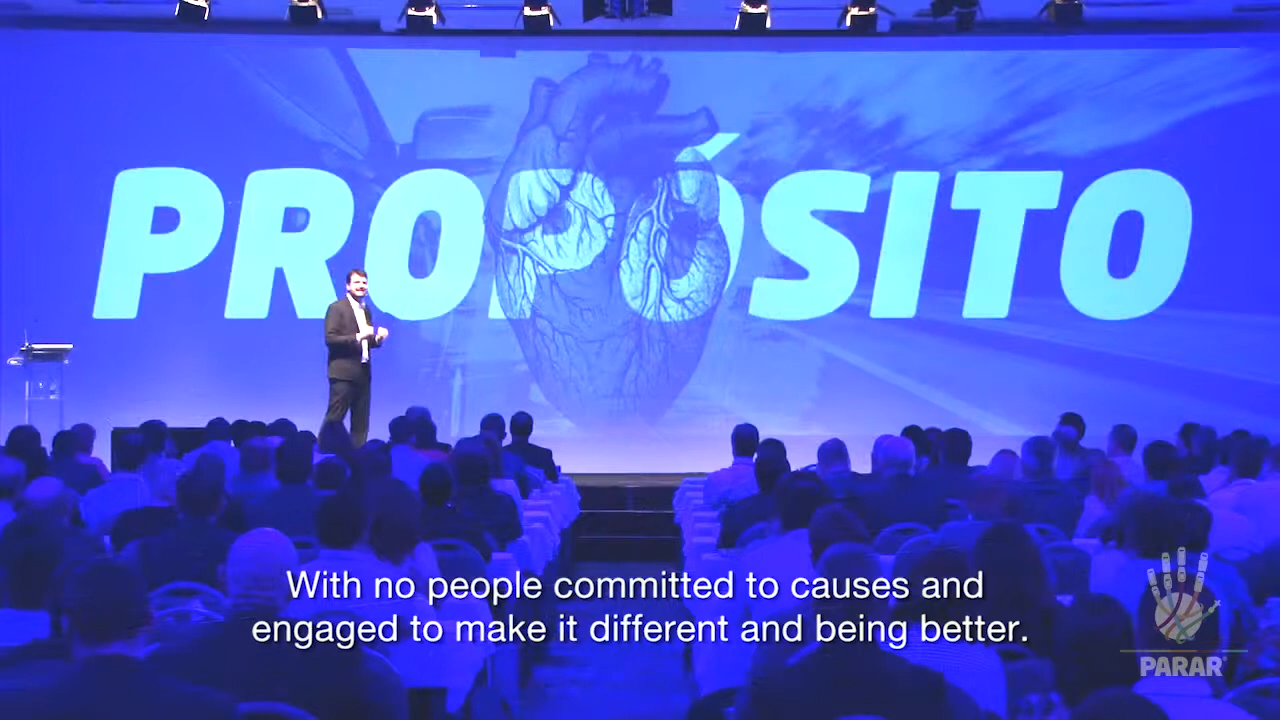 PROPÓSITO
With no people committed to causes and
engaged to make it different and being better.
PARAR